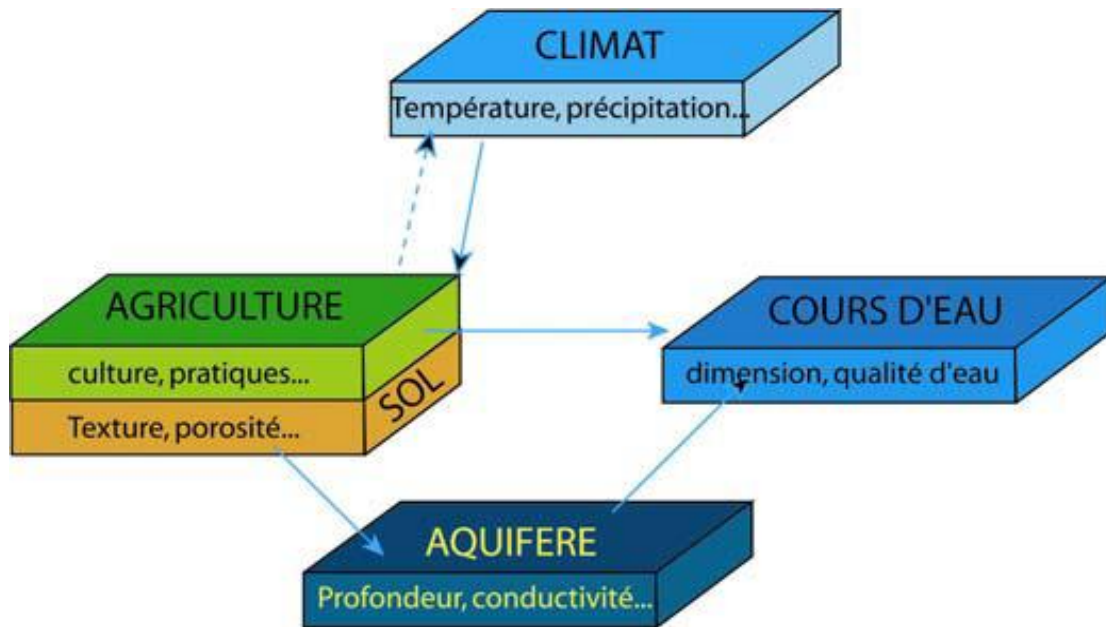 CLIMAT
Température, précipitation...
AGRICULTURE
culture, pratiques...
Texture, porosité...
SOL
COURS D'EAU
dimension, qualité d'eau
AQUIFERE
Profondeur, conductivité...